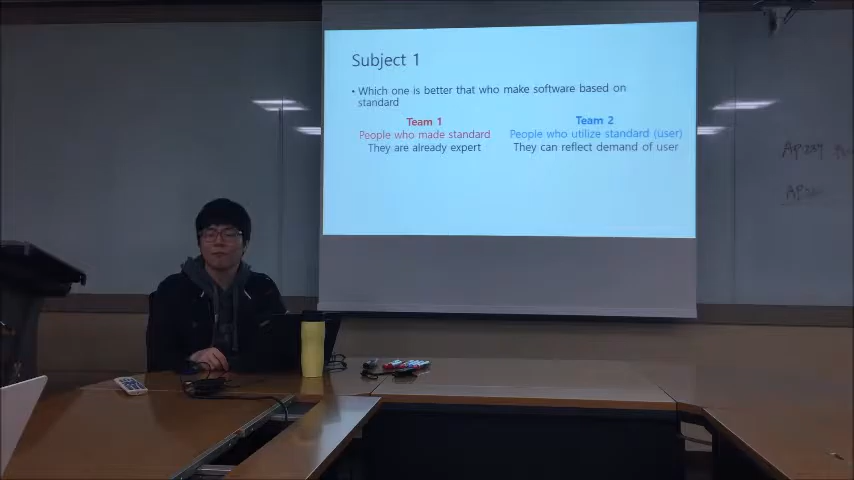 Subject 1
• Which one is better that who make software based on
standard
Team 1
People who made standard
They are already expert
Team 2
People who utilize standard (user)
They can reflect demand of user